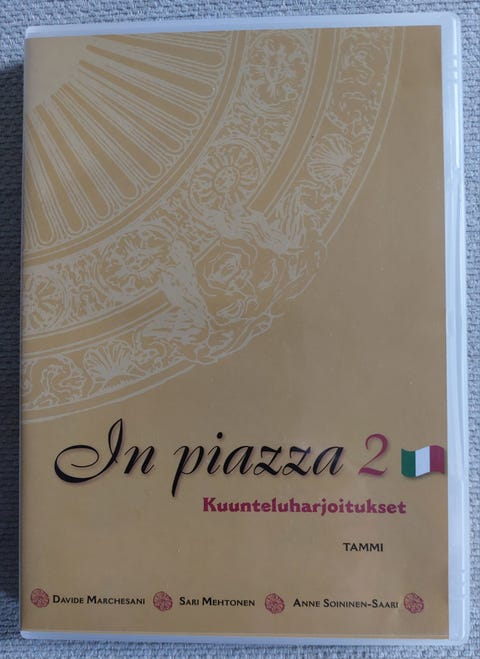 In piazza 2
Kuunteluharjoitukset
TAMMI
DAVIDE MARCHESANI SARI MEHTONEN ANNE SOININEN-SAARI